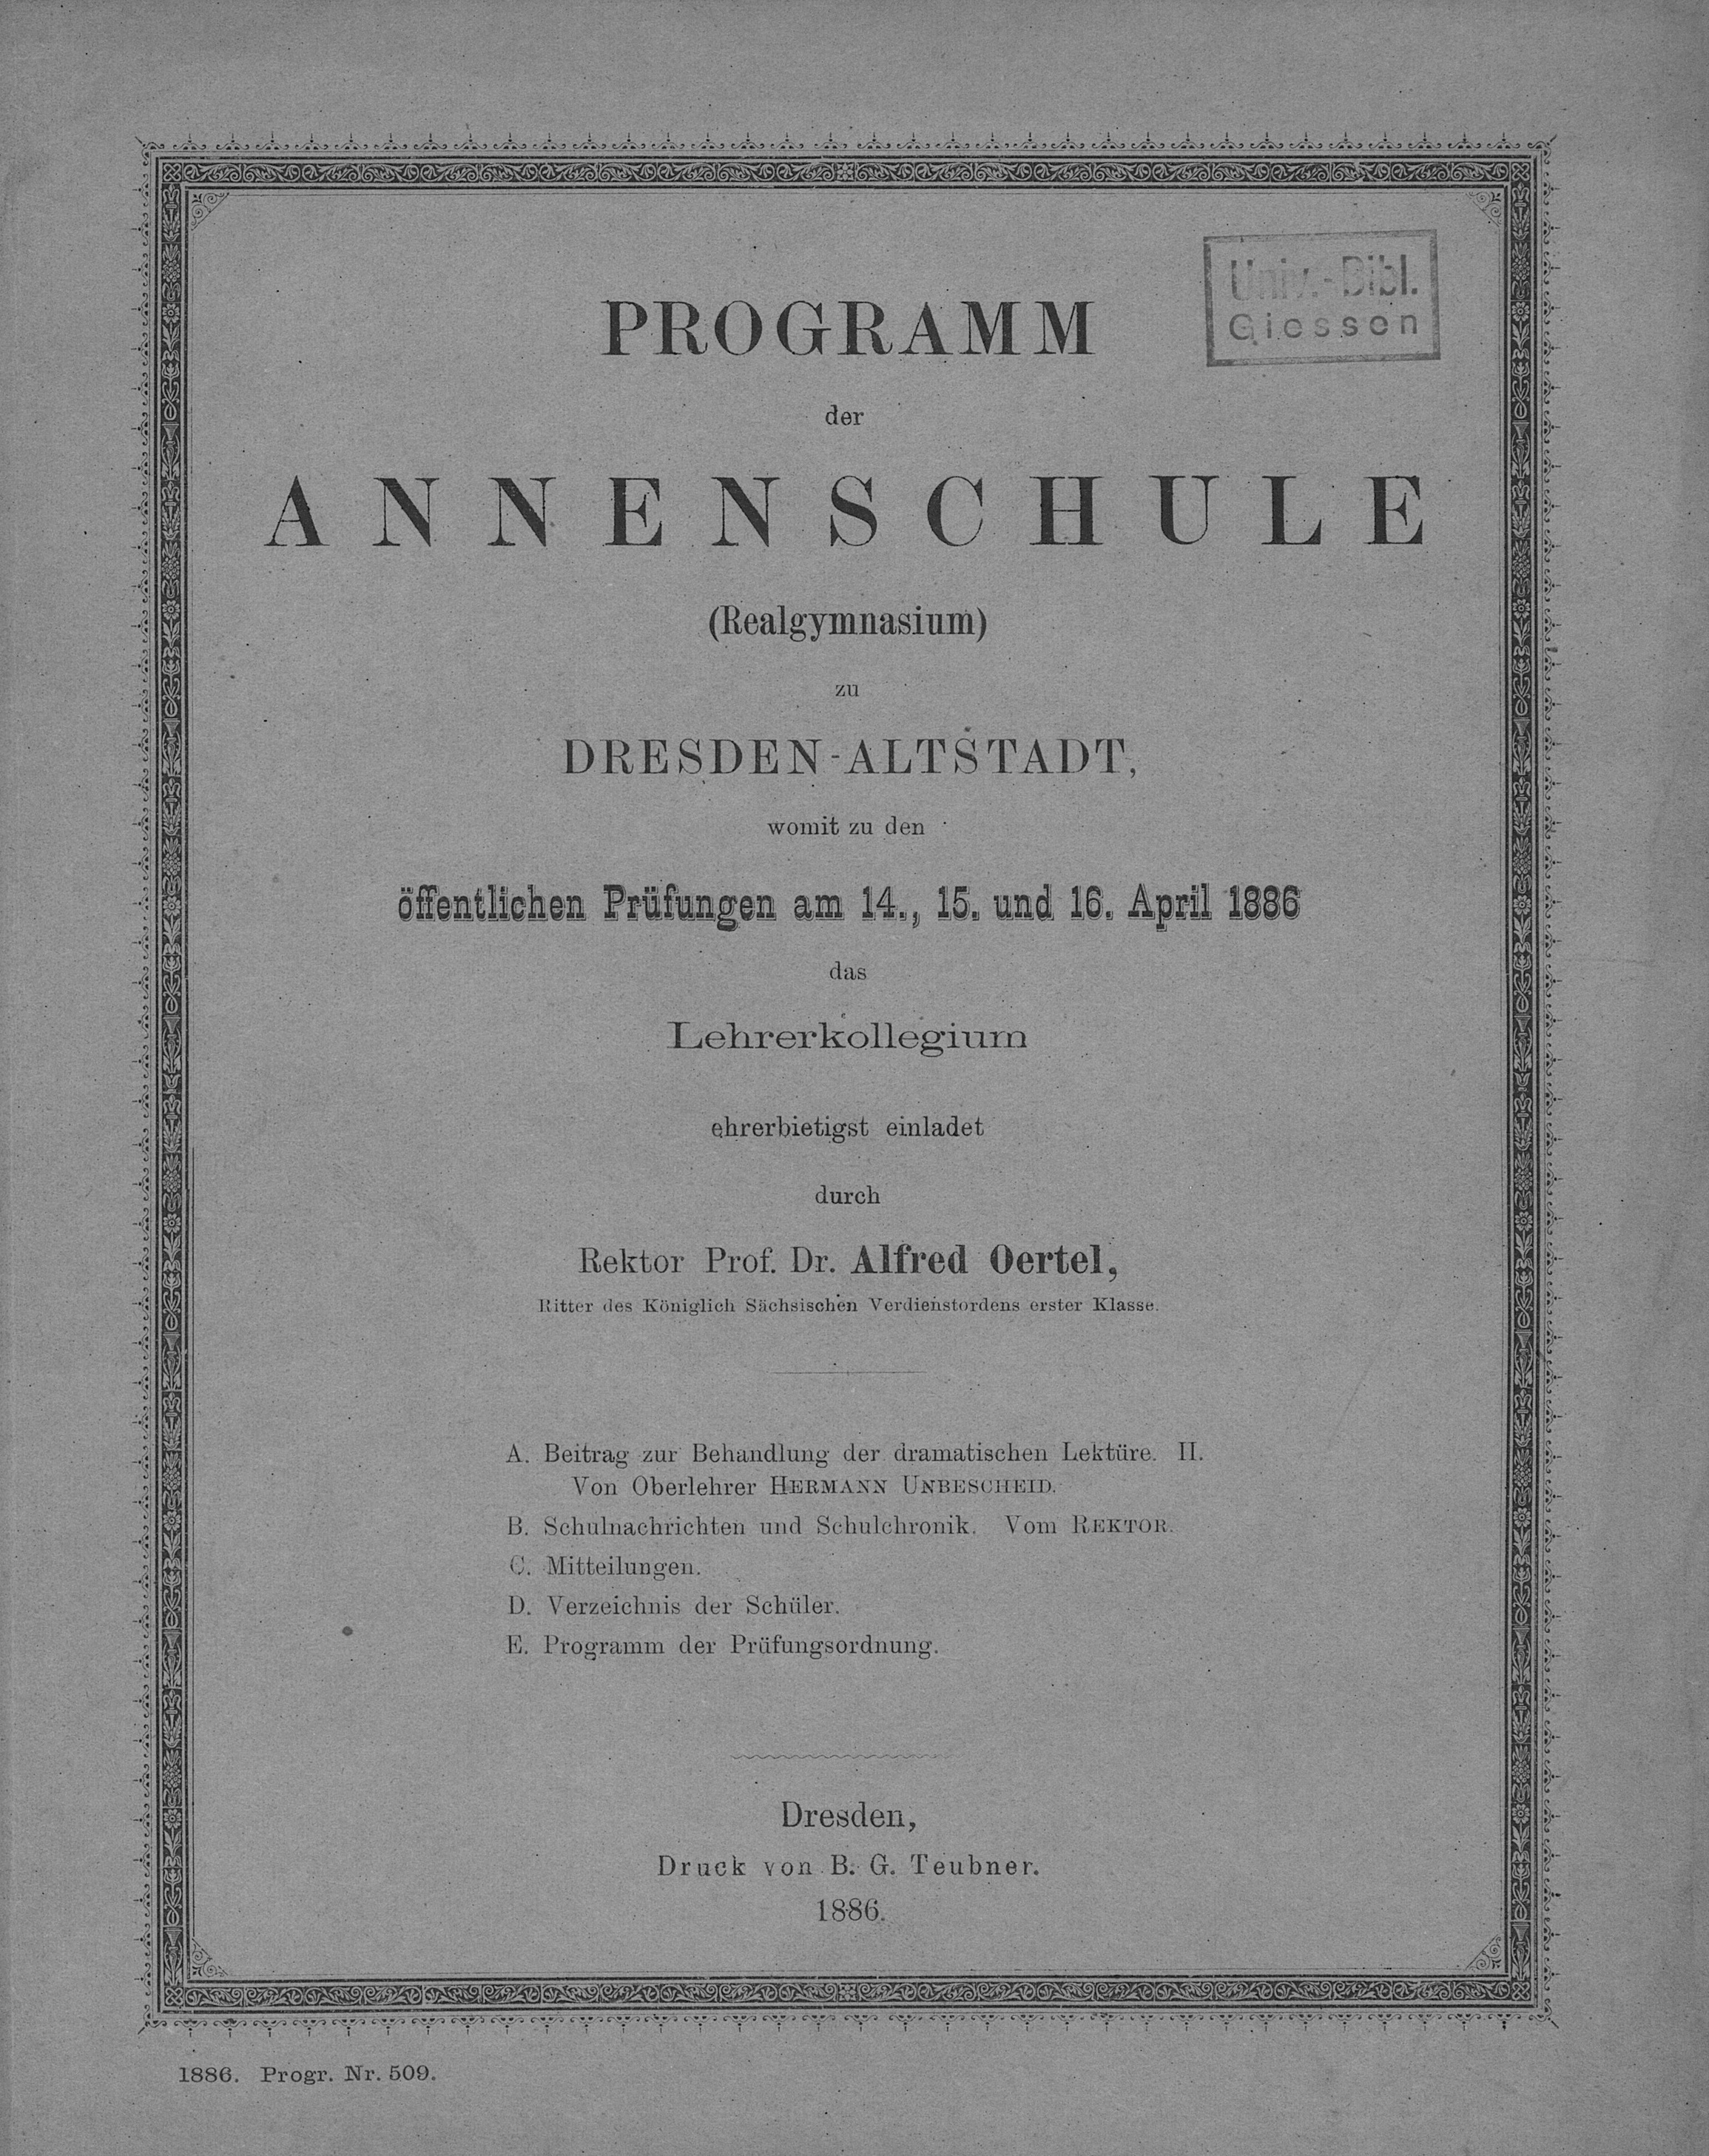 Univ.-Bibl.
Giessen
PROGRAMM
der
ANNENSCHULE
(Realgymnasium)
zu
DRESDEN-ALTSTADT,
womit zu den
öffentlichen Prüfungen am 14., 15. und 16. April 1886
das
Lehrerkollegium
ehrerbietigst einladet
durch
Rektor Prof. Dr. Alfred Oertel,
Ritter des Königlich Sächsischen Verdienstordens erster Klasse.
A. Beitrag zur Behandlung der dramatischen Lektüre. II.
Von Oberlehrer HERMANN UNBESCHEID.
B. Schulnachrichten und Schulchronik. Vom REKTOR.
C. Mitteilungen.
D. Verzeichnis der Schüler.
E. Programm der Prüfungsordnung.
Dresden,
Druck von B. G. Teubner.
1886.
1886. Progr. Nr. 509.